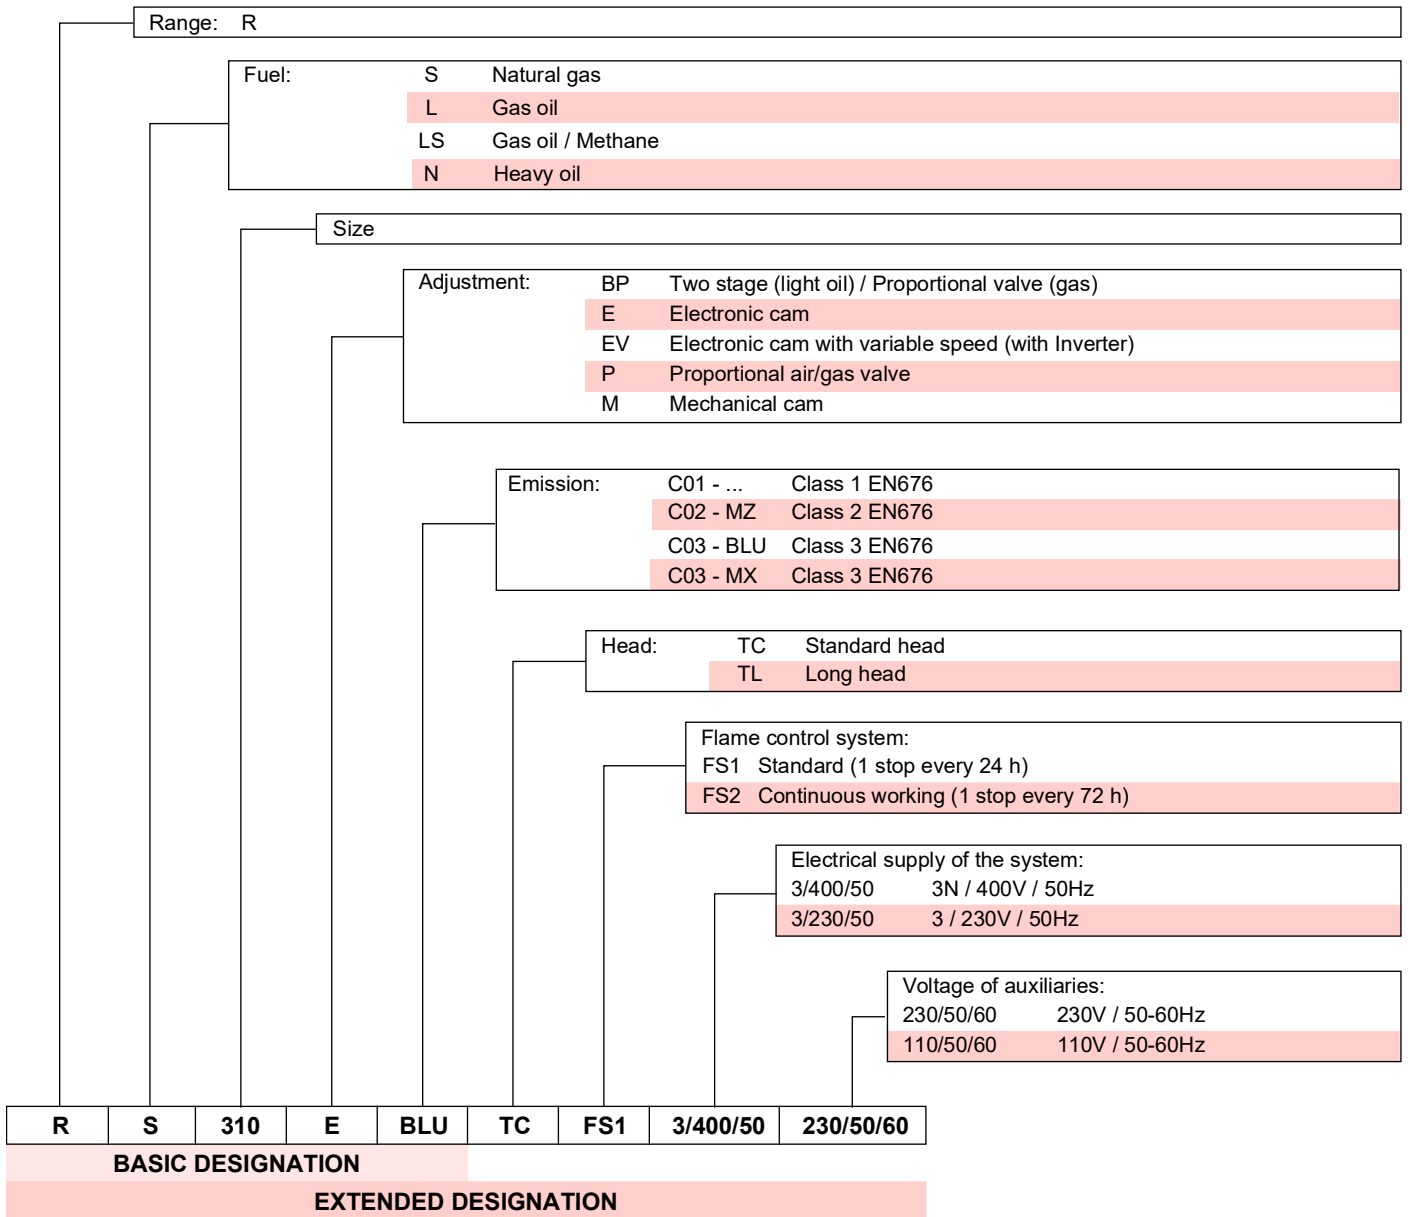 Range: R
Fuel: S Natural gas
L Gas oil
LS Gas oil / Methane
N Heavy oil
Size
Adjustment: BP Two stage (light oil) / Proportional valve (gas)
E Electronic cam
EV Electronic cam with variable speed (with Inverter)
P Proportional air/gas valve
M Mechanical cam
Emission: C01 - ... Class 1 EN676
C02 - MZ Class 2 EN676
C03 - BLU Class 3 EN676
C03 - MX Class 3 EN676
Head: TC Standard head
TL Long head
Flame control system:
FS1 Standard (1 stop every 24 h)
FS2 Continuous working (1 stop every 72 h)
Electrical supply of the system:
3/400/50 3N / 400V / 50Hz
3/230/50 3 / 230V / 50Hz
Voltage of auxiliaries:
230/50/60 230V / 50-60Hz
110/50/60 110V / 50-60Hz
R S 310 E BLU TC FS1 3/400/50 230/50/60
BASIC DESIGNATION
EXTENDED DESIGNATION